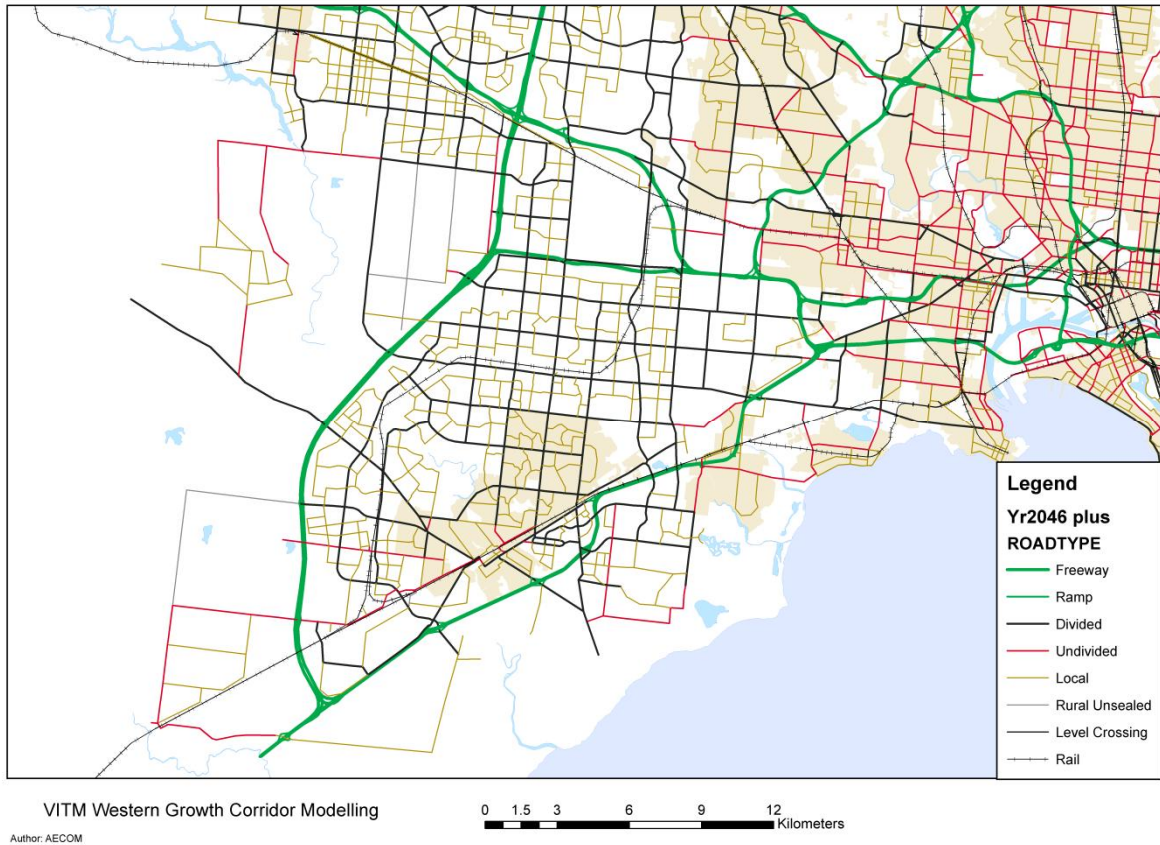 Legend
Yr2046 plus
ROADTYPE
Freeway
Ramp
Divided
Undivided
Local
Rural Unsealed
Level Crossing
Rail
VITM Western Growth Corridor Modelling
0 1.5 3 6 9 12
Kilometers
Author: AECOM